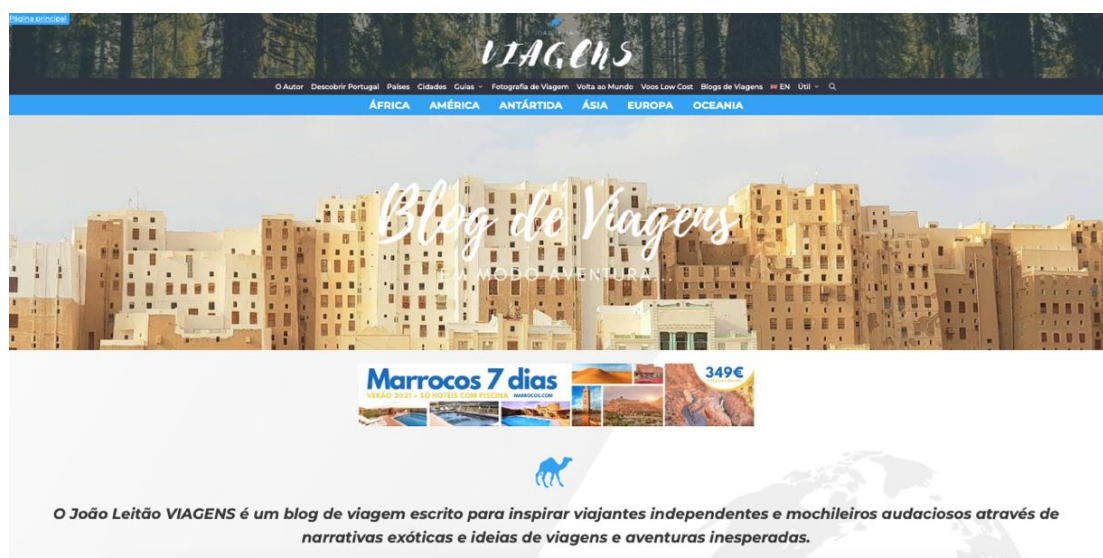 Página principal
VIAGENS
O Autor Descobrir Portugal Países Cidades Guias Fotografia de Viagem Volta ao Mundo Voos Low Cost Blogs de Viagens EN Útil
ÁFRICA AMÉRICA ANTÁRTIDA ÁSIA EUROPA OCEANIA
Blog de Viagens
EM MODO AVENTURA...
Marrocos 7 dias
349€
VERÃO 2021 • SÓ HOTÉIS COM PISCINA MARROCOS.COM
O João Leitão VIAGENS é um blog de viagem escrito para inspirar viajantes independentes e mochileiros audaciosos através de
narrativas exóticas e ideias de viagens e aventuras inesperadas.